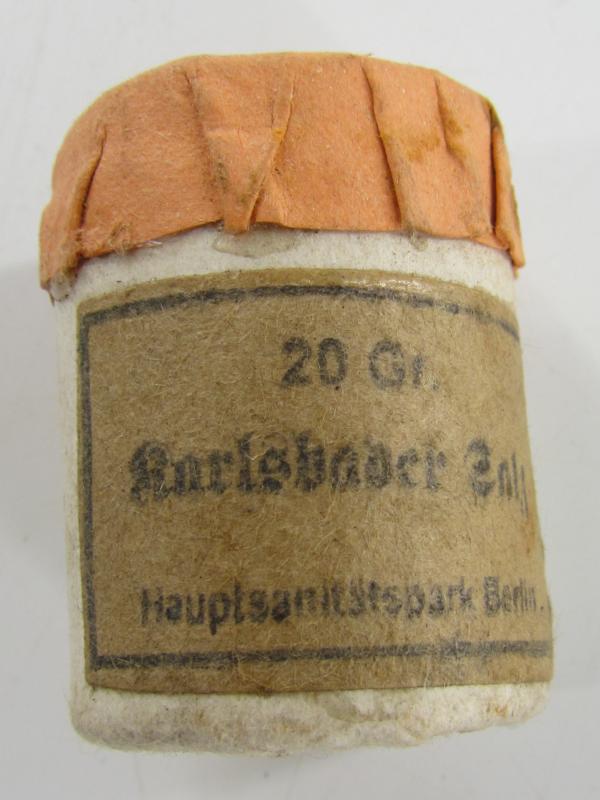 20 Gr.
Karlsbader Salz
Hauptsanitätspark Berlin.